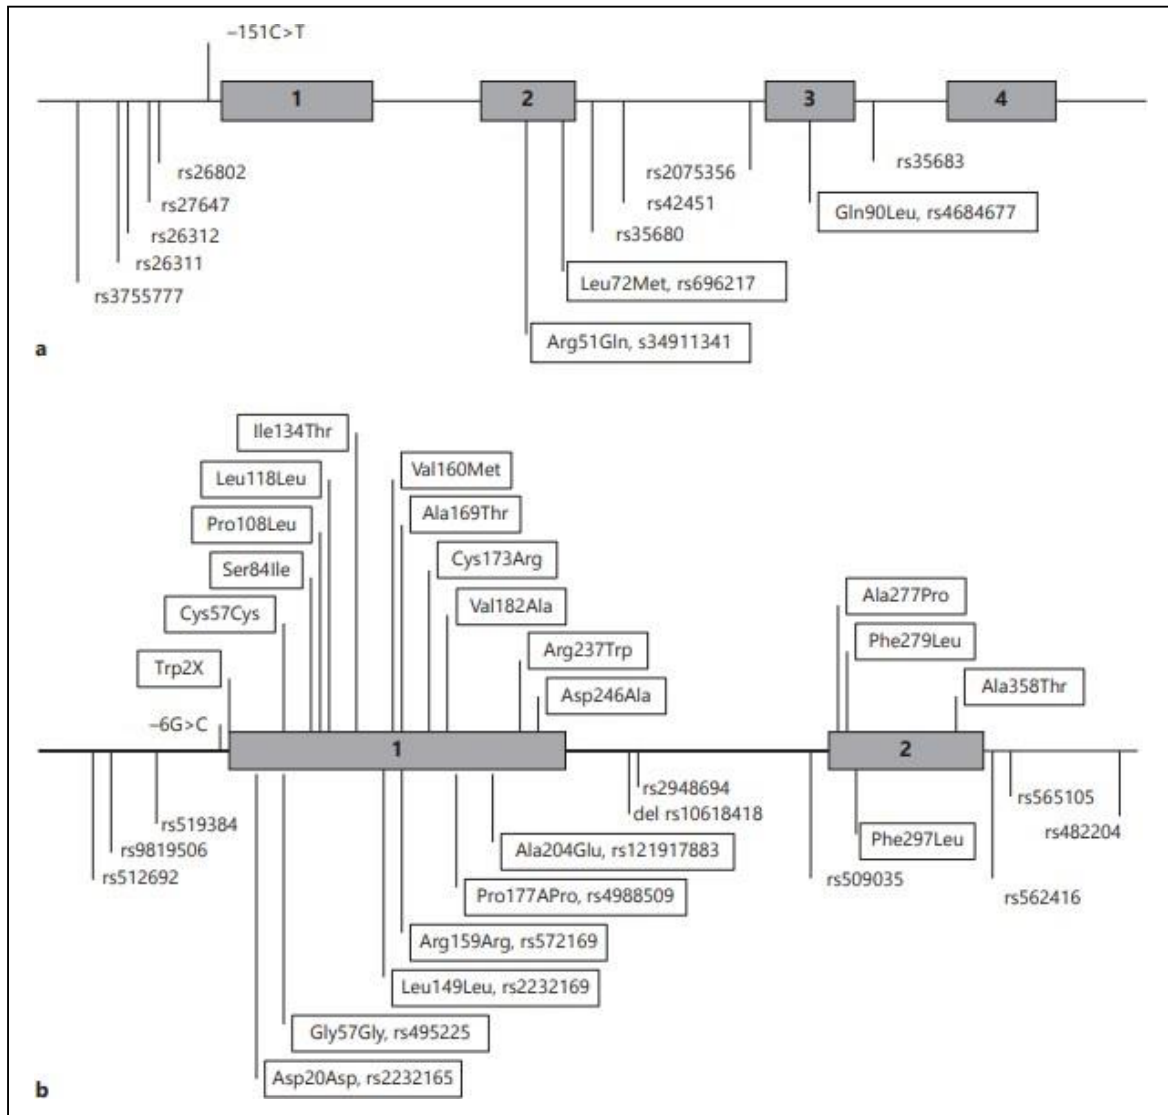 –151C>T
1
2
3
4
rs26802
rs27647
rs26312
rs26311
rs3755777
rs2075356
rs42451
rs35680
rs35683
Gln90Leu, rs4684677
Leu72Met, rs696217
Arg51Gln, s34911341
a
Ile134Thr
Leu118Leu
Pro108Leu
Ser84Ile
Cys57Cys
Trp2X
–6G>C
Val160Met
Ala169Thr
Cys173Arg
Val182Ala
Arg237Trp
Asp246Ala
Ala277Pro
Phe279Leu
Ala358Thr
1
2
rs519384
rs9819506
rs512692
rs2948694
del rs10618418
Ala204Glu, rs121917883
Pro177APro, rs4988509
Arg159Arg, rs572169
Leu149Leu, rs2232169
Gly57Gly, rs495225
Asp20Asp, rs2232165
rs509035
Phe297Leu
rs565105
rs482204
rs562416
b